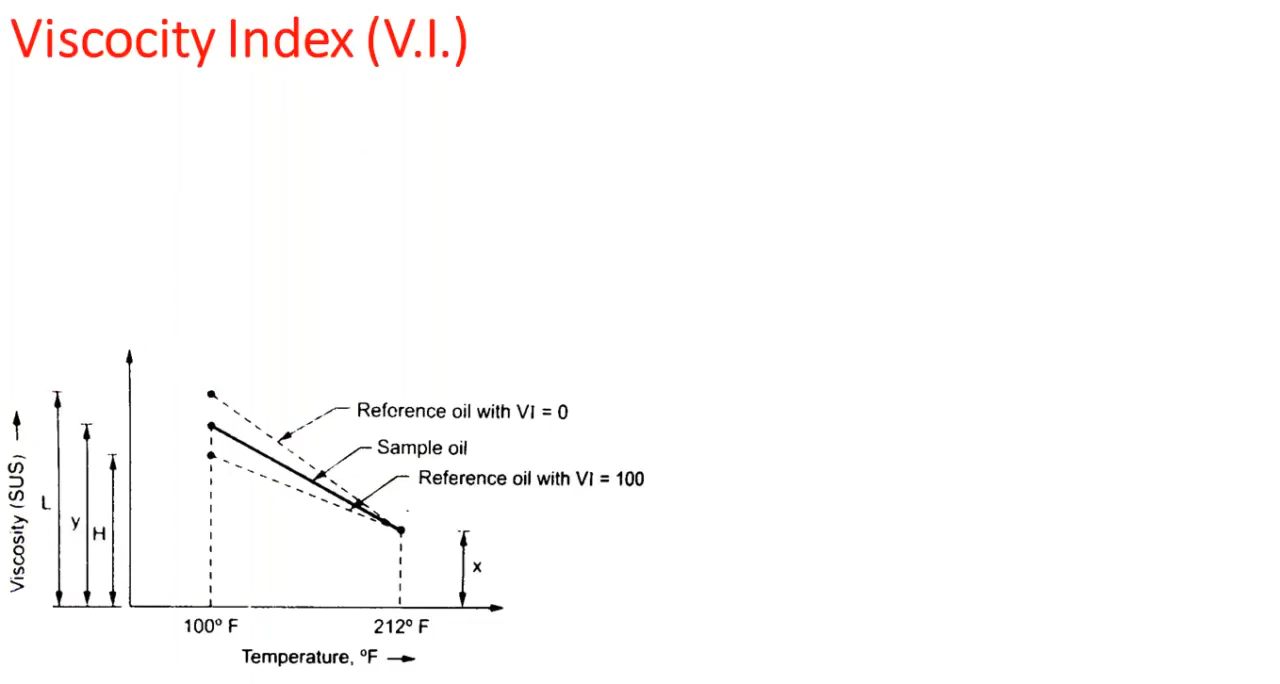 Viscocity Index (V.I.)
Reference oil with VI = 0
Sample oil
Reference oil with VI = 100
Viscosity (SUS)
L
y
H
x
100° F
212° F
Temperature, °F